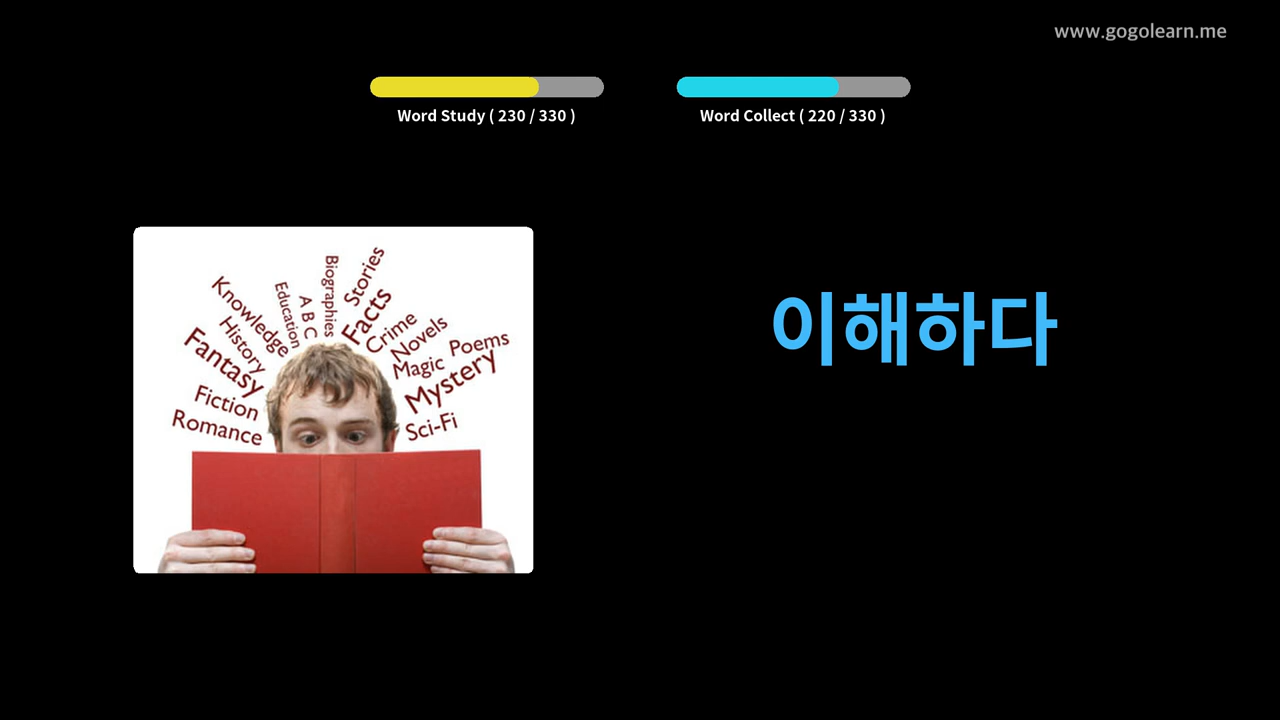 www.gogolearn.me
Word Study ( 230 / 330 )
Word Collect ( 220 / 330 )
Biographies
Stories
Knowledge
Education
A B C
Facts
History
Crime
Novels
Fantasy
Magic
Poems
Fiction
Mystery
Romance
Sci-Fi
이해하다